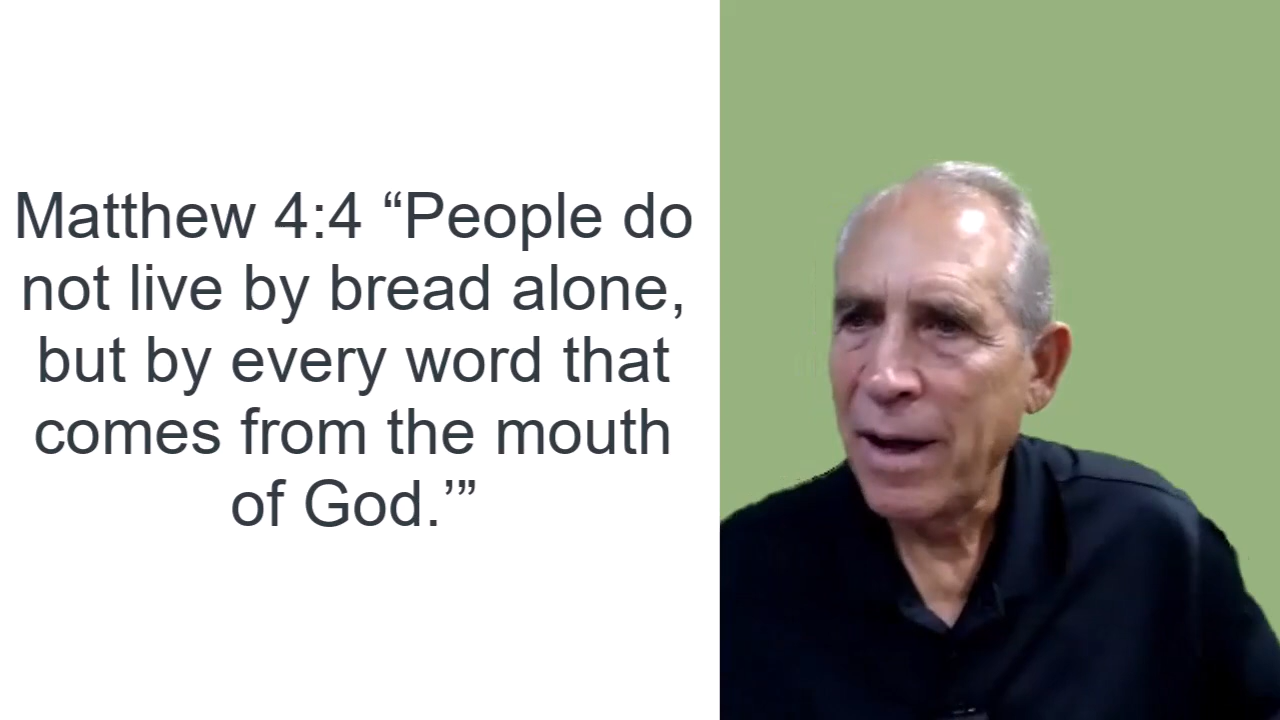 Matthew 4:4 “People do
not live by bread alone,
but by every word that
comes from the mouth
of God.’”